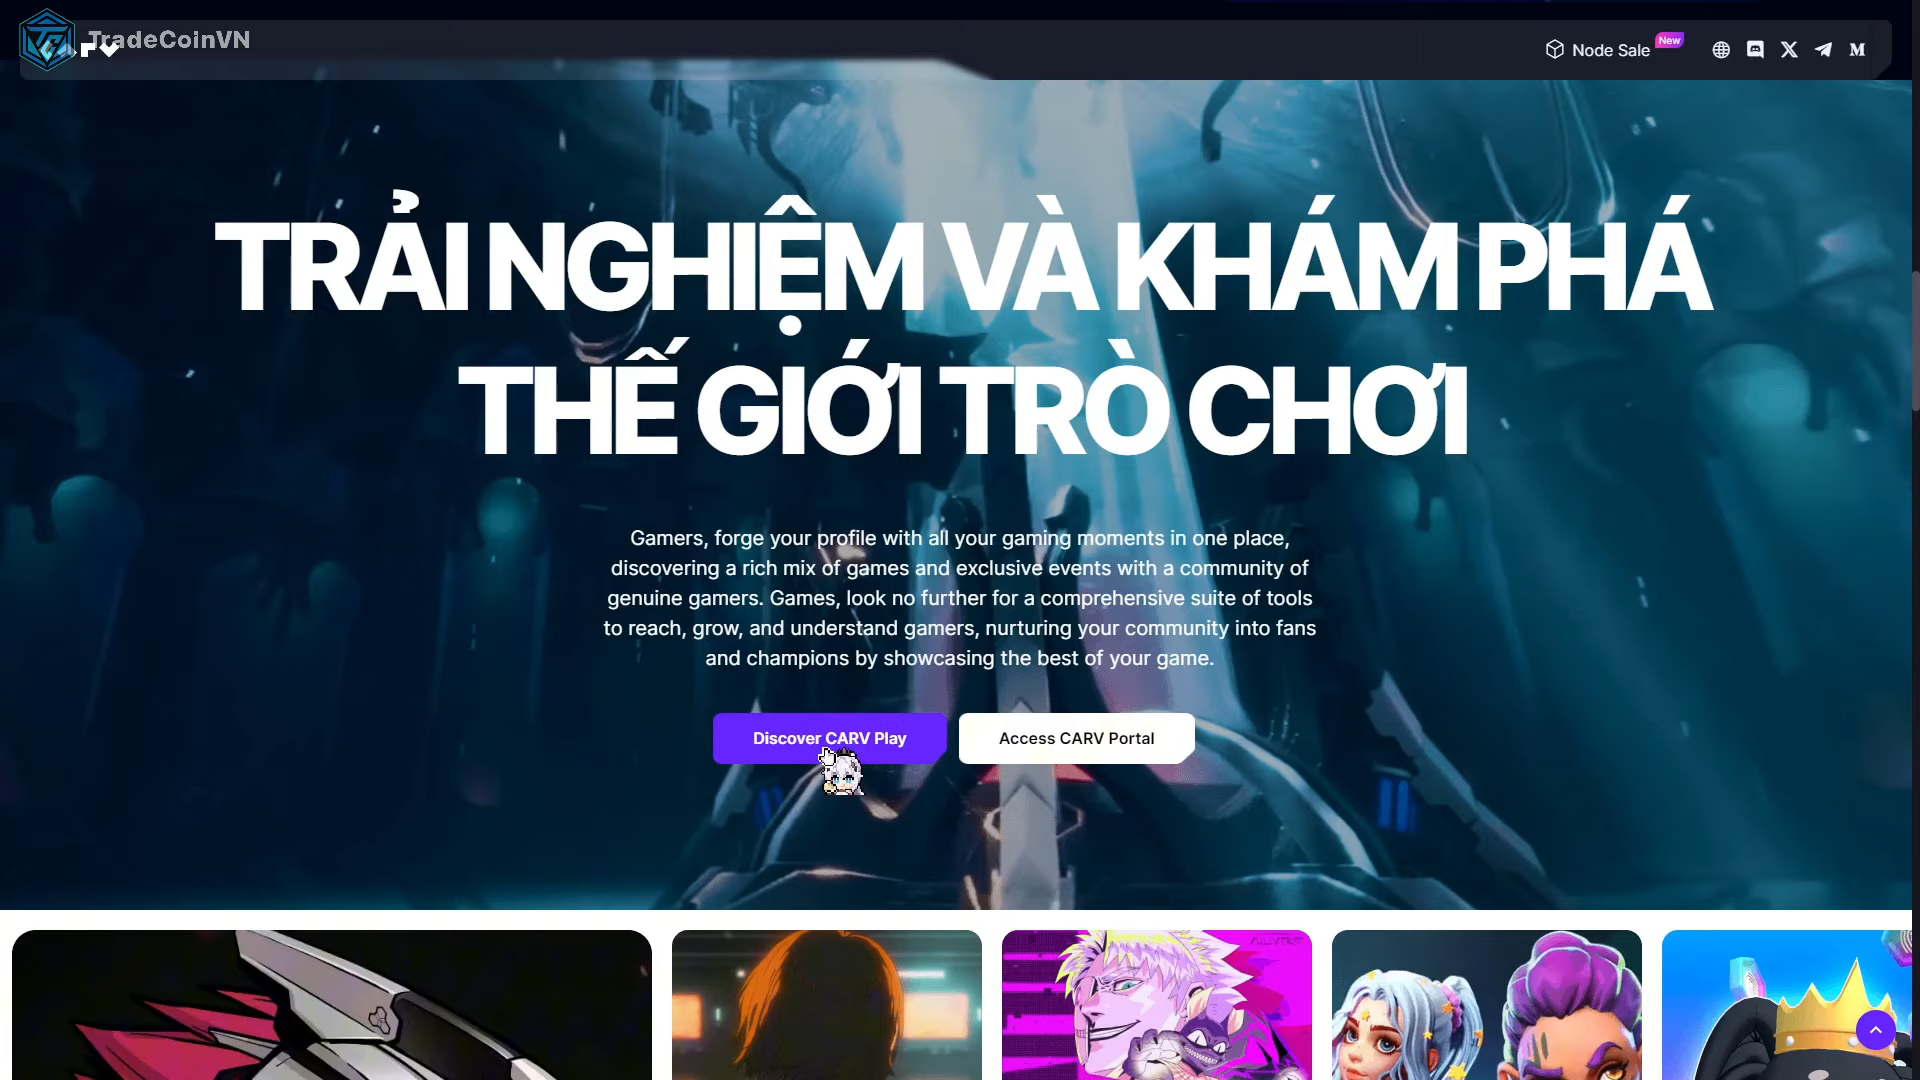 TradeCoinVN
Node Sale
New
TRẢI NGHIỆM VÀ KHÁM PHÁ
THẾ GIỚI TRÒ CHƠI
Gamers, forge your profile with all your gaming moments in one place,
discovering a rich mix of games and exclusive events with a community of
genuine gamers. Games, look no further for a comprehensive suite of tools
to reach, grow, and understand gamers, nurturing your community into fans
and champions by showcasing the best of your game.
Discover CARV Play
Access CARV Portal